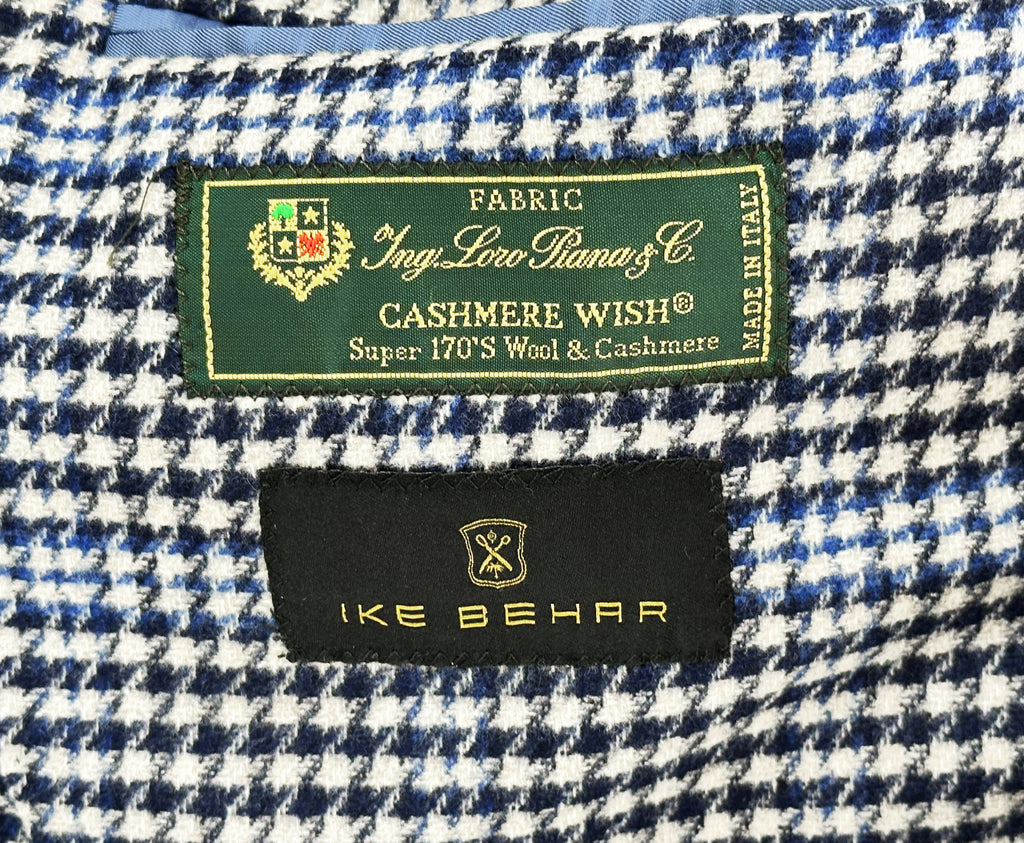 FABRIC
Ing. Loro Piana & C.
CASHMERE WISH®
Super 170'S Wool & Cashmere
MADE IN ITALY
IKE BEHAR